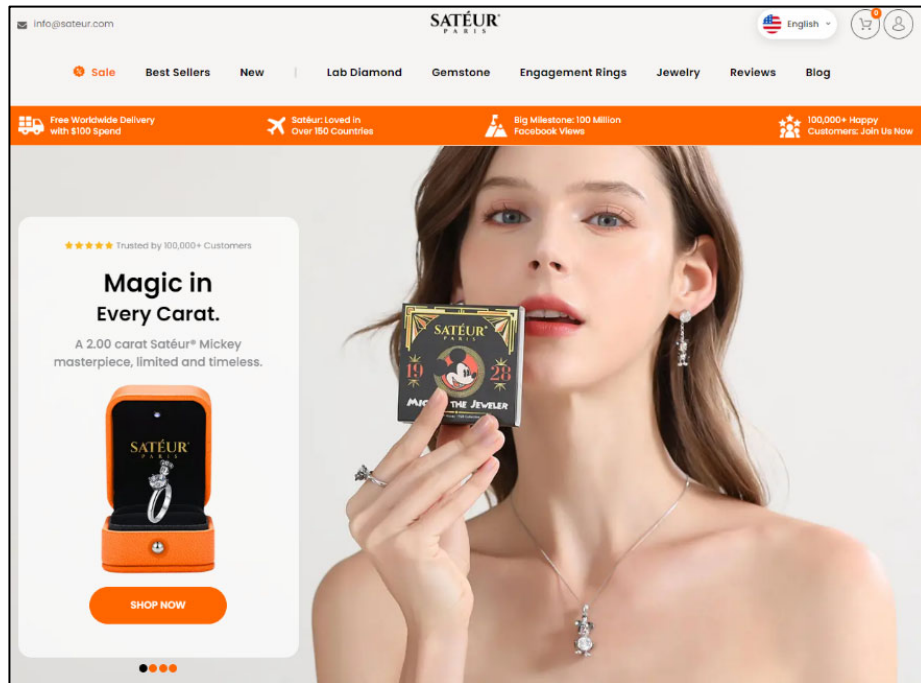 info@sateur.com
SATÉUR®
PARIS
English
0
Sale
Best Sellers
New
Lab Diamond
Gemstone
Engagement Rings
Jewelry
Reviews
Blog
Free Worldwide Delivery
with $100 Spend
Satéur: Loved in
Over 150 Countries
Big Milestone: 100 Million
Facebook Views
100,000+ Happy
Customers: Join Us Now
Trusted by 100,000+ Customers
Magic in
Every Carat.
A 2.00 carat Satéur® Mickey
masterpiece, limited and timeless.
SATÉUR
PARIS
SHOP NOW
SATÉUR®
PARIS
19 28
THE JEWELER